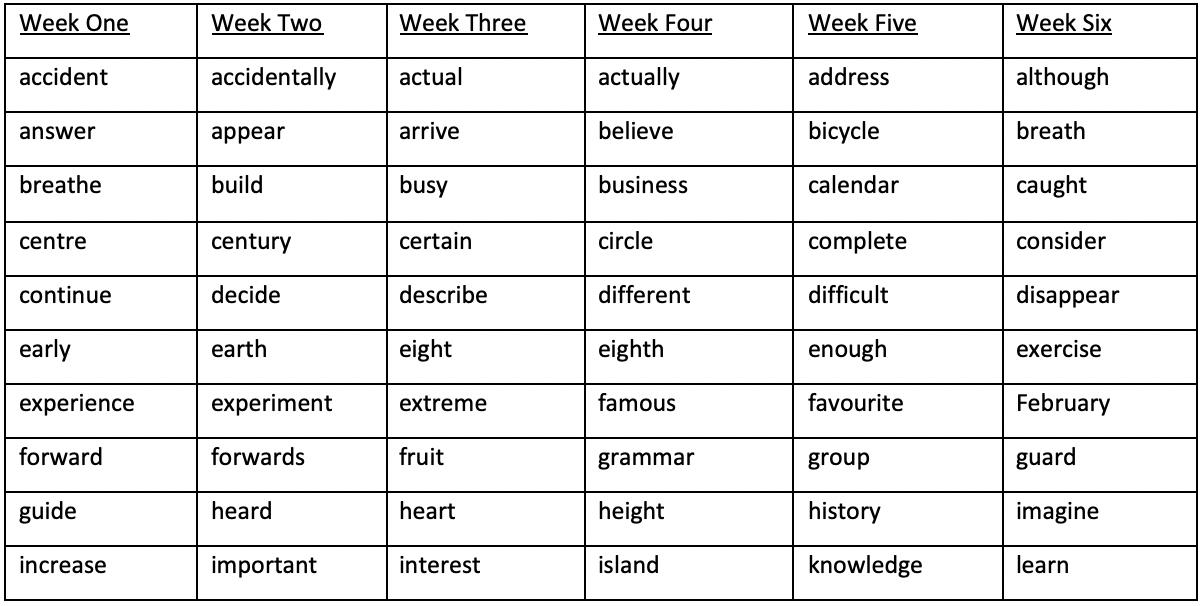 Week One Week Two Week Three Week Four Week Five Week Six
accident accidentally actual actually address although
answer appear arrive believe bicycle breath
breathe build busy business calendar caught
centre century certain circle complete consider
continue decide describe different difficult disappear
early earth eight eighth enough exercise
experience experiment extreme famous favourite February
forward forwards fruit grammar group guard
guide heard heart height history imagine
increase important interest island knowledge learn